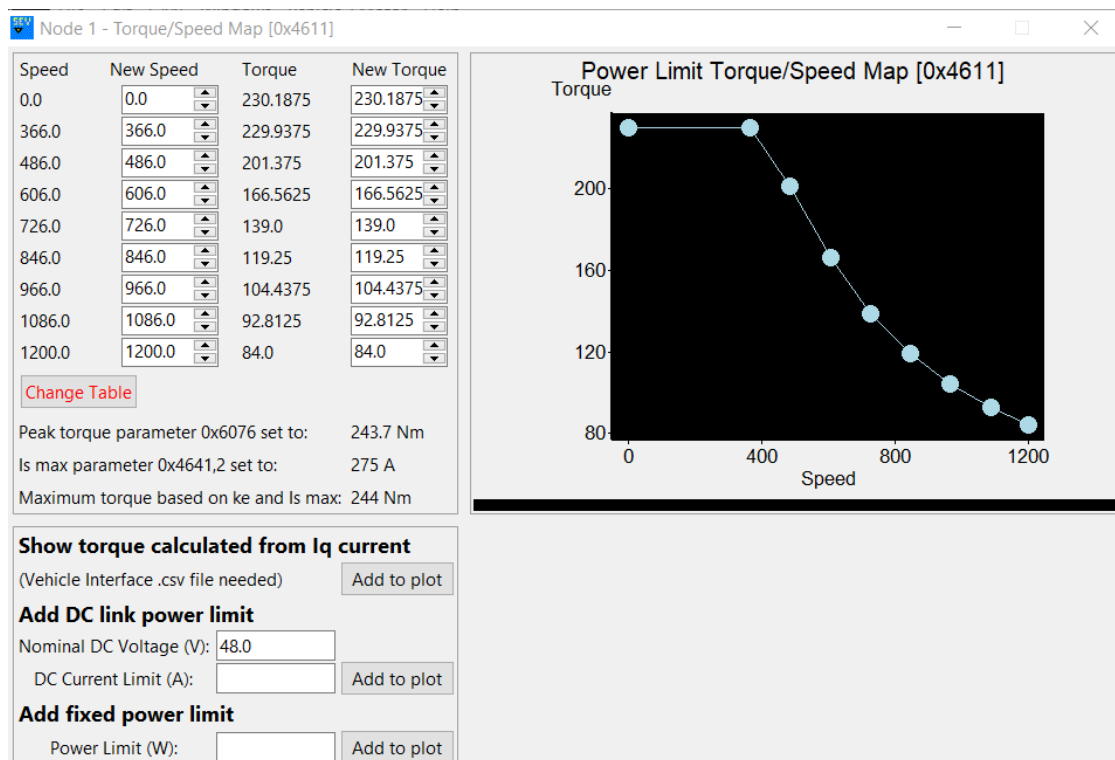 Node 1 - Torque/Speed Map [0x4611]
Speed New Speed Torque New Torque
0.0 0.0 230.1875 230.1875
366.0 366.0 229.9375 229.9375
486.0 486.0 201.375 201.375
606.0 606.0 166.5625 166.5625
726.0 726.0 139.0 139.0
846.0 846.0 119.25 119.25
966.0 966.0 104.4375 104.4375
1086.0 1086.0 92.8125 92.8125
1200.0 1200.0 84.0 84.0
Change Table
Peak torque parameter 0x6076 set to: 243.7 Nm
Is max parameter 0x4641,2 set to: 275 A
Maximum torque based on ke and Is max: 244 Nm
Power Limit Torque/Speed Map [0x4611]
Torque
200
160
120
80
0 400 800 1200
Speed
Show torque calculated from Iq current
(Vehicle Interface .csv file needed) Add to plot
Add DC link power limit
Nominal DC Voltage (V): 48.0
DC Current Limit (A): Add to plot
Add fixed power limit
Power Limit (W): Add to plot